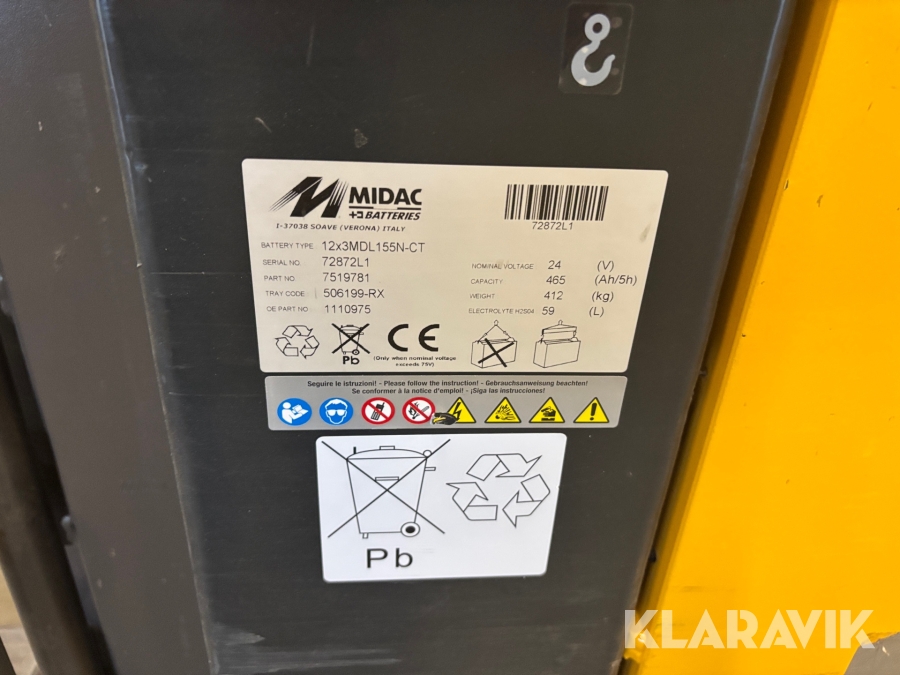 MIDAC
BATTERIES
I-37038 SOAVE (VERONA) ITALY
72872L1
BATTERY TYPE 12x3MDL155N-CT
SERIAL NO. 72872L1
PART NO. 7519781
TRAY CODE 506199-RX
OE PART NO 1110975
NOMINAL VOLTAGE 24 (V)
CAPACITY 465 (Ah/5h)
WEIGHT 412 (kg)
ELECTROLYTE H2SO4 59 (L)
Pb
CE
(Only when nominal voltage
exceeds 75V)
Seguire le istruzioni! - Please follow the instruction! - Gebrauchsanweisung beachten!
Se conformer à la notice d'emploi! - ¡Siga las instrucciones!
Pb
KLARAVIK